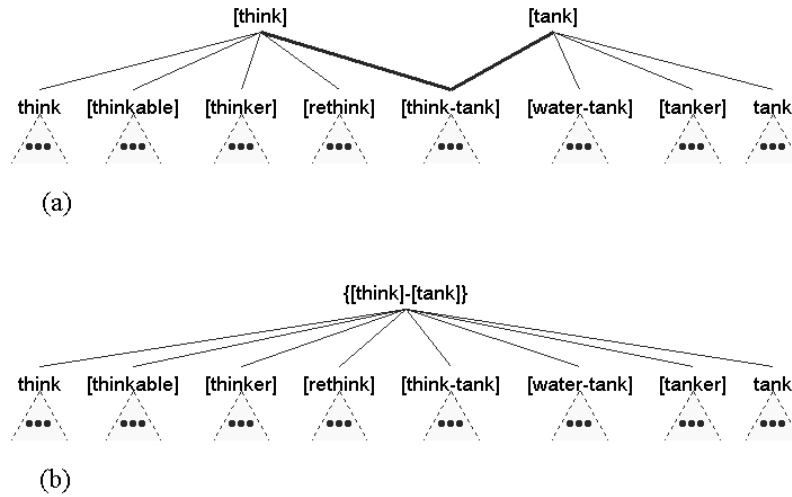 [think] [tank]
think [thinkable] [thinker] [rethink] [think-tank] [water-tank] [tanker] tank
(a)
{[think]-[tank]}
think [thinkable] [thinker] [rethink] [think-tank] [water-tank] [tanker] tank
(b)